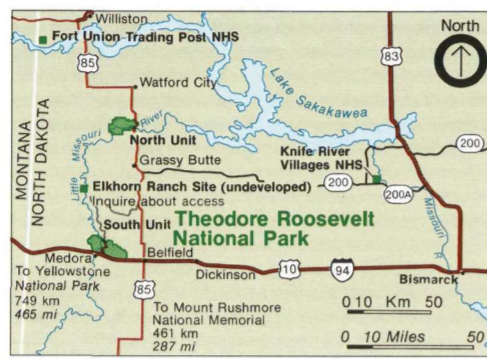 Williston
North
Fort Union Trading Post NHS
85
83
Watford City
Lake Sakakawea
River
Missouri
Little
North Unit
MONTANA
NORTH DAKOTA
Grassy Butte
Knife River
Villages NHS
200
200
200A
Elkhorn Ranch Site (undeveloped)
Inquire about access
Theodore Roosevelt
National Park
South Unit
Missouri
R
Medora
Belfield
Dickinson
10
94
Bismarck
To Yellowstone
National Park
749 km
465 mi
85
To Mount Rushmore
National Memorial
461 km
287 mi
0 10 Km 50
0 10 Miles 50